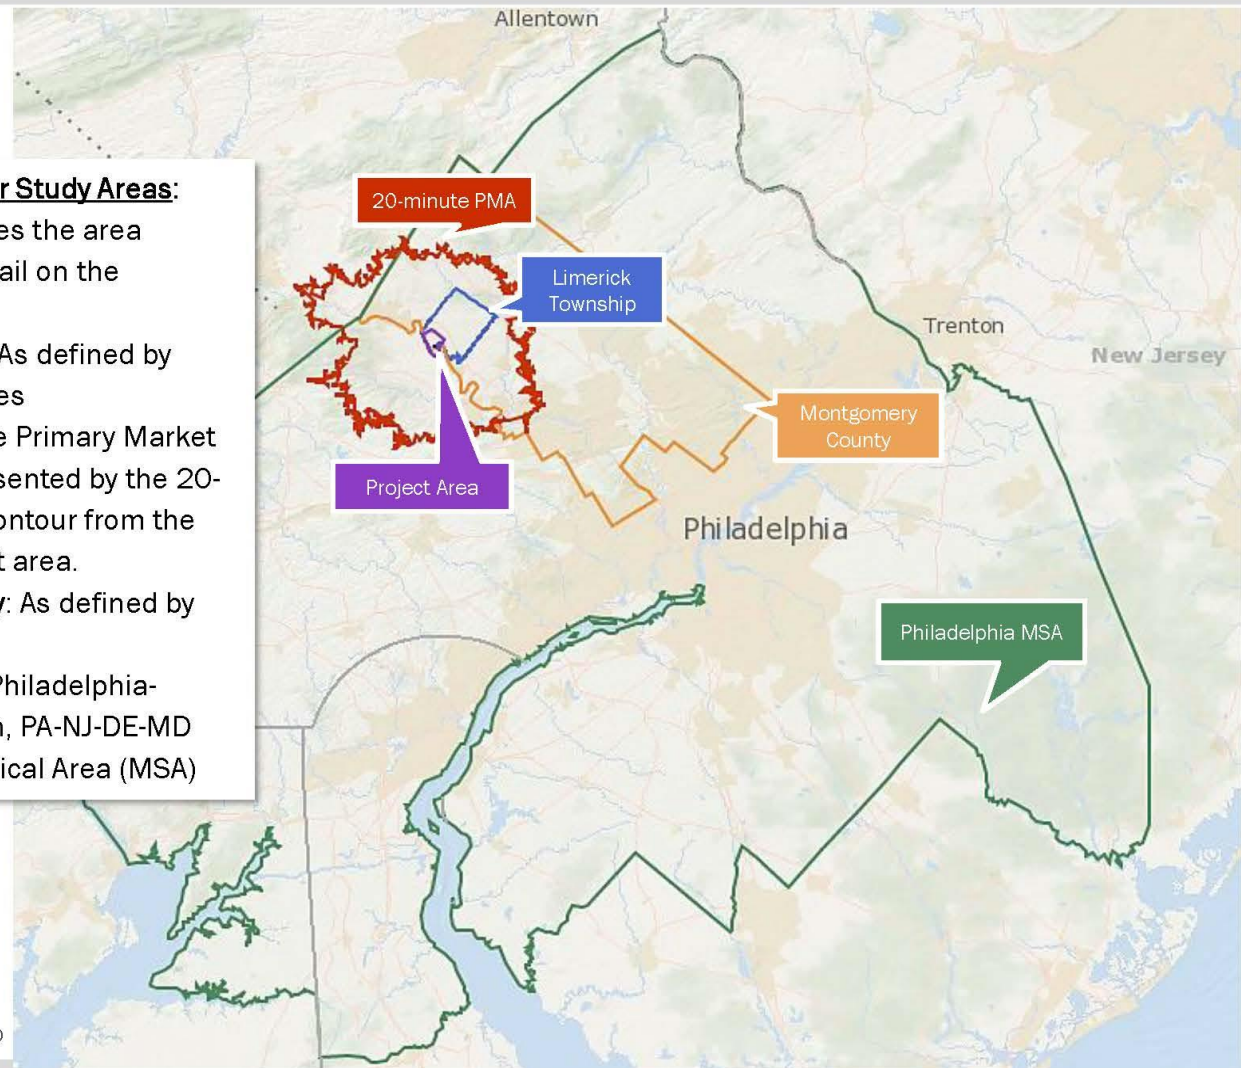 Allentown
r Study Areas:
es the area
ail on the
As defined by
es
e Primary Market
sented by the 20-
ontour from the
t area.
y: As defined by
Philadelphia-
n, PA-NJ-DE-MD
ical Area (MSA)
20-minute PMA
Limerick
Township
Trenton
New Jersey
Montgomery
County
Project Area
Philadelphia
Philadelphia MSA